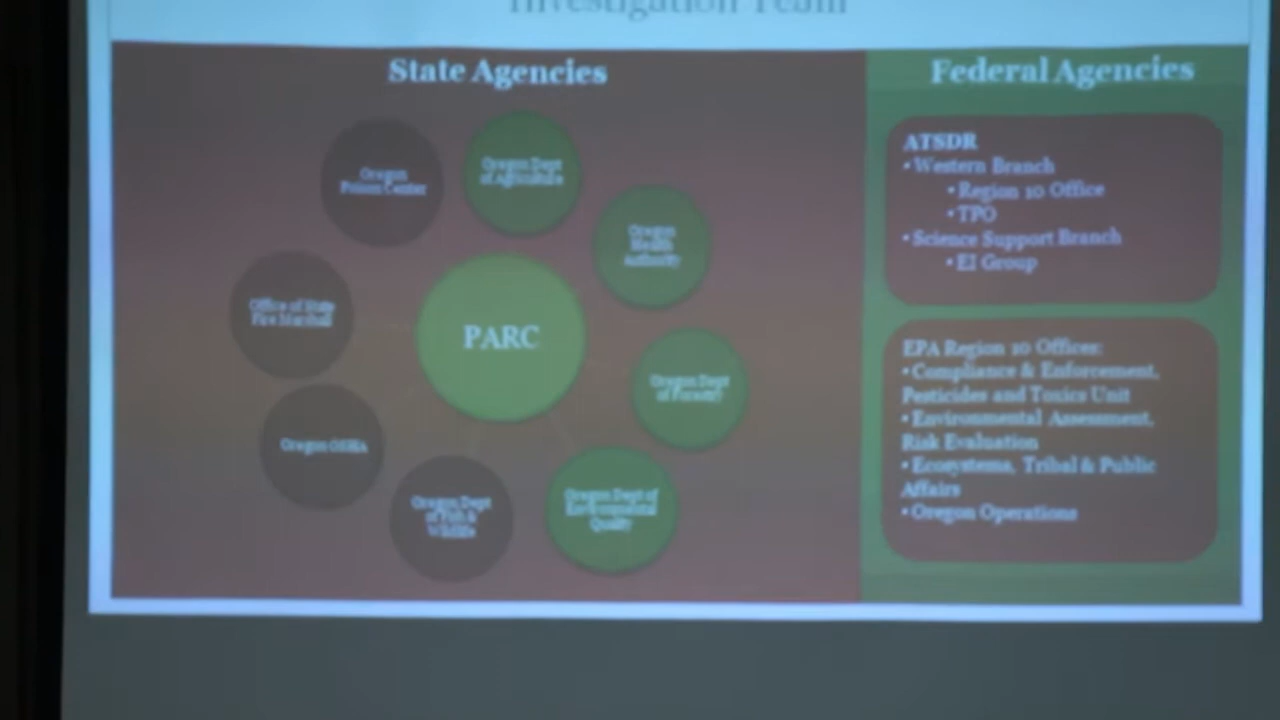 Investigation Team
State Agencies
Oregon
Poison Center
Oregon Dept
of Agriculture
Oregon
Health
Authority
Office of State
Fire Marshall
PARC
Oregon Dept
of Forestry
Oregon OSHA
Oregon Dept
of Fish &
Wildlife
Oregon Dept of
Environmental
Quality
Federal Agencies
ATSDR
• Western Branch
• Region 10 Office
• TPO
• Science Support Branch
• EI Group
EPA Region 10 Offices:
• Compliance & Enforcement,
Pesticides and Toxics Unit
• Environmental Assessment,
Risk Evaluation
• Ecosystems, Tribal & Public
Affairs
• Oregon Operations